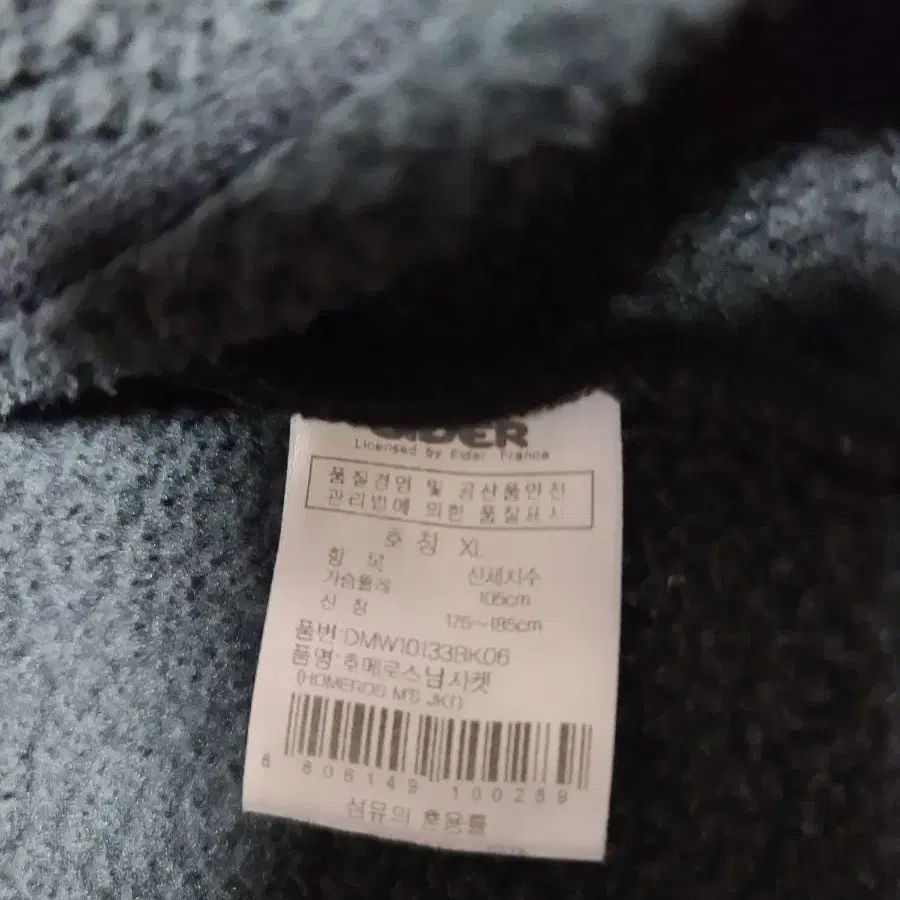 EIDER
Licensed by Eider France
품질경영 및 공산품안전
관리법에 의한 품질표시
호 칭 XL
항 목 신체치수
가슴둘레 105cm
신 장 175~185cm
품번:DMW10133BK06
품명:호메로스남자켓
(HOMEROS M'S JK1)
8 808149 100289
섬유의 혼용률